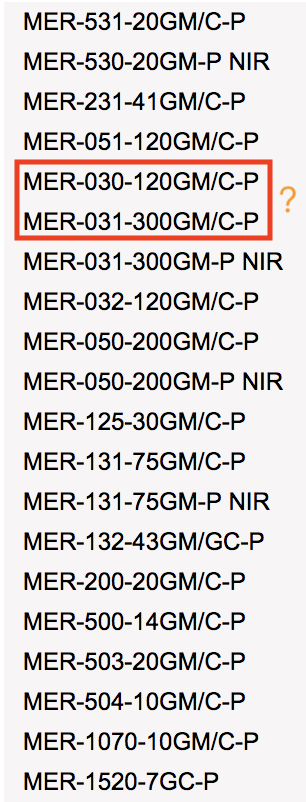 MER-531-20GM/C-P
MER-530-20GM-P NIR
MER-231-41GM/C-P
MER-051-120GM/C-P
MER-030-120GM/C-P
MER-031-300GM/C-P
?
MER-031-300GM-P NIR
MER-032-120GM/C-P
MER-050-200GM/C-P
MER-050-200GM-P NIR
MER-125-30GM/C-P
MER-131-75GM/C-P
MER-131-75GM-P NIR
MER-132-43GM/GC-P
MER-200-20GM/C-P
MER-500-14GM/C-P
MER-503-20GM/C-P
MER-504-10GM/C-P
MER-1070-10GM/C-P
MER-1520-7GC-P